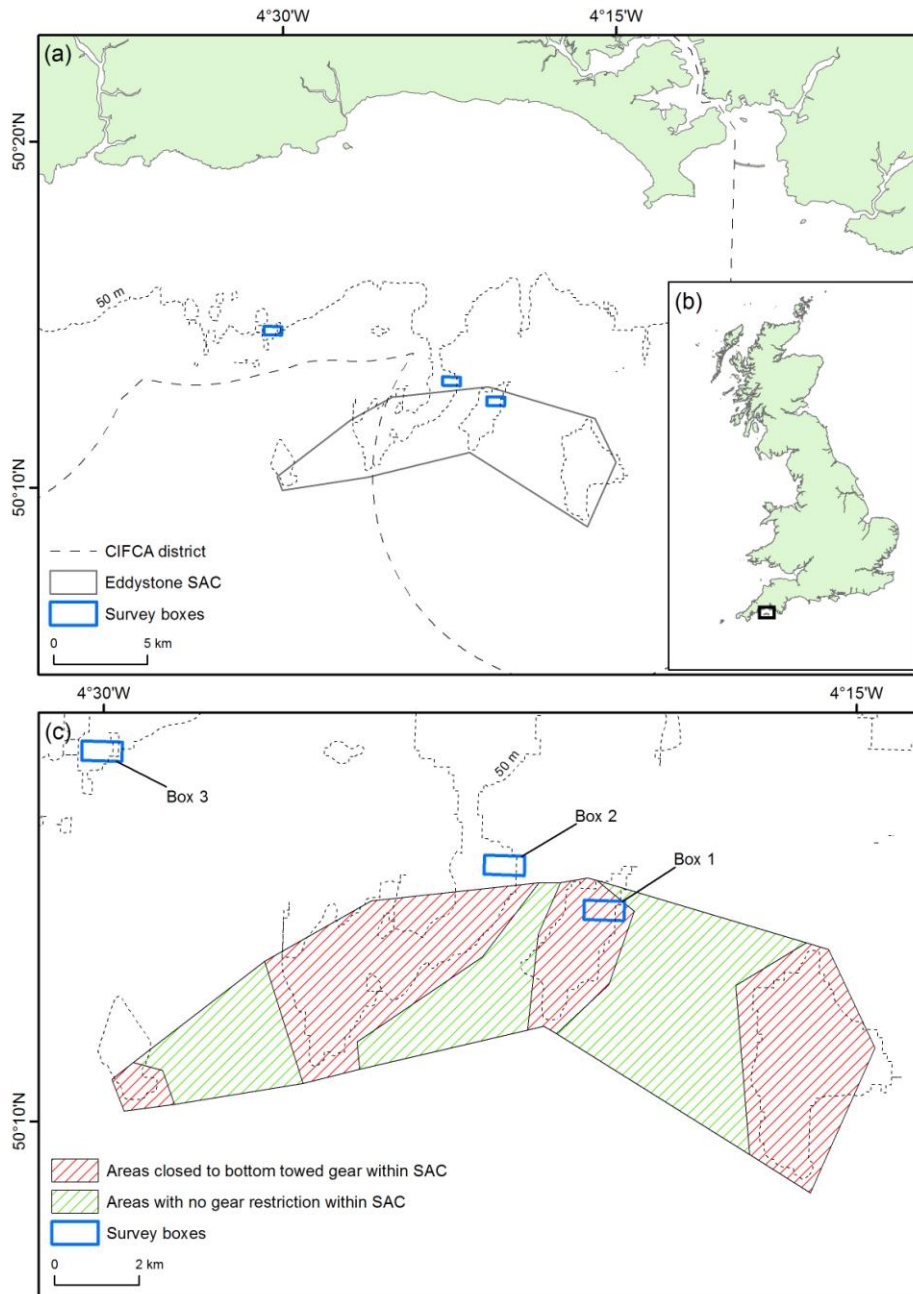 4°30'W
4°15'W
(a)
50°20'N
50 m
(b)
50°10'N
CIFCA district
Eddystone SAC
Survey boxes
0
5 km
4°30'W
4°15'W
(c)
50 m
Box 3
Box 2
Box 1
50°10'N
Areas closed to bottom towed gear within SAC
Areas with no gear restriction within SAC
Survey boxes
0
2 km